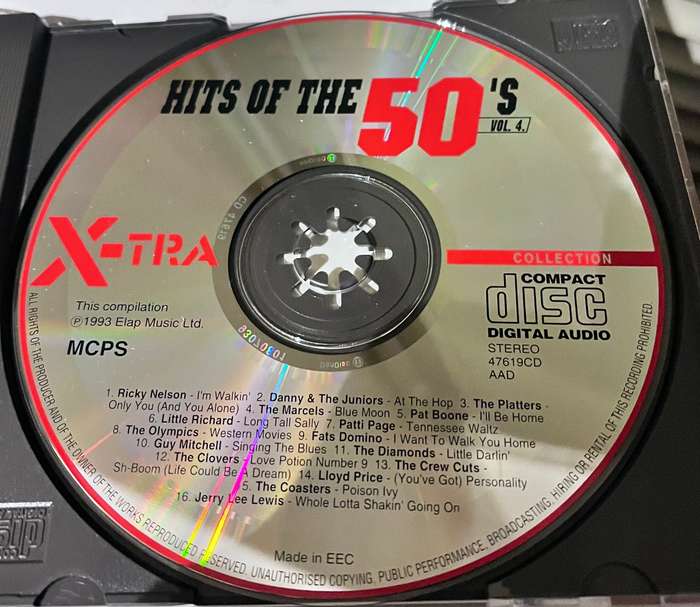 HITS OF THE 50'S
VOL. 4.
X-TRA
COLLECTION
This compilation
Ⓟ1993 Elap Music Ltd.
MCPS
COMPACT
disc
DIGITAL AUDIO
STEREO
47619CD
AAD
1. Ricky Nelson - I'm Walkin' 2. Danny & The Juniors - At The Hop 3. The Platters -
Only You (And You Alone) 4. The Marcels - Blue Moon 5. Pat Boone - I'll Be Home
6. Little Richard - Long Tall Sally 7. Patti Page - Tennessee Waltz
8. The Olympics - Western Movies 9. Fats Domino - I Want To Walk You Home
10. Guy Mitchell - Singing The Blues 11. The Diamonds - Little Darlin'
12. The Clovers - Love Potion Number 9 13. The Crew Cuts -
Sh-Boom (Life Could Be A Dream) 14. Lloyd Price - (You've Got) Personality
5. The Coasters - Poison Ivy
16. Jerry Lee Lewis - Whole Lotta Shakin' Going On
Made in EEC
ALL RIGHTS OF THE PRODUCER AND OF THE OWNER OF THE WORKS REPRODUCED RESERVED. UNAUTHORISED COPYING, PUBLIC PERFORMANCE, BROADCASTING, HIRING OR RENTAL OF THIS RECORDING PROHIBITED.
CD 47619